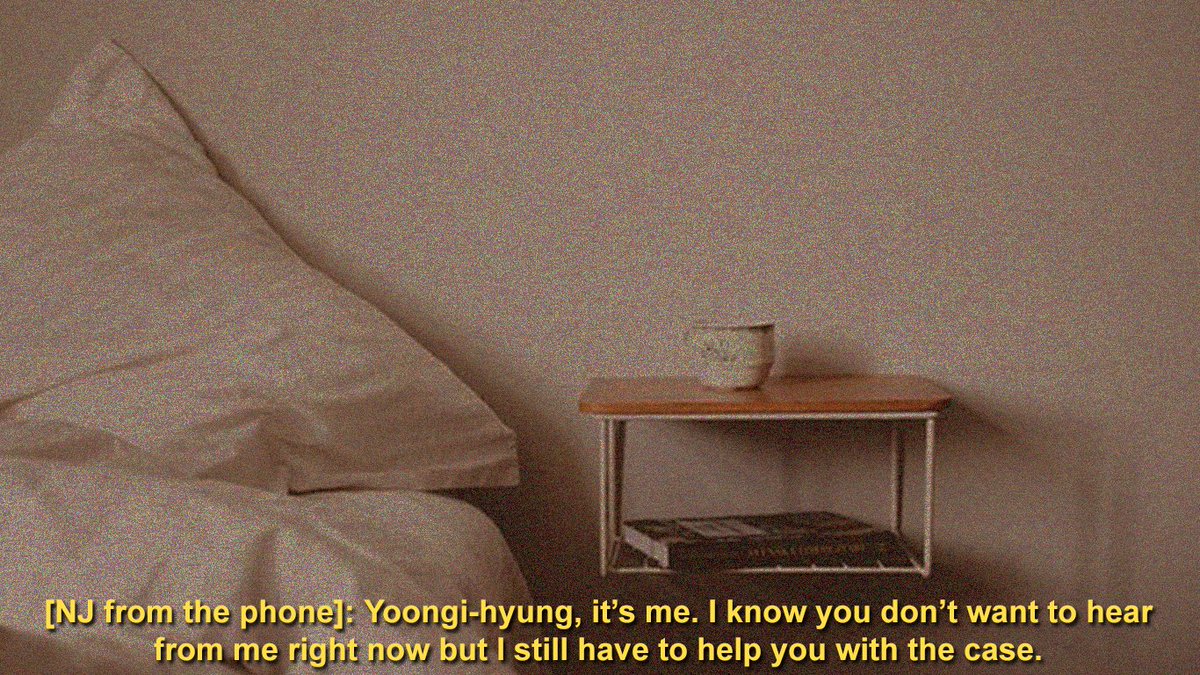 [NJ from the phone]: Yoongi-hyung, it’s me. I know you don’t want to hear
from me right now but I still have to help you with the case.